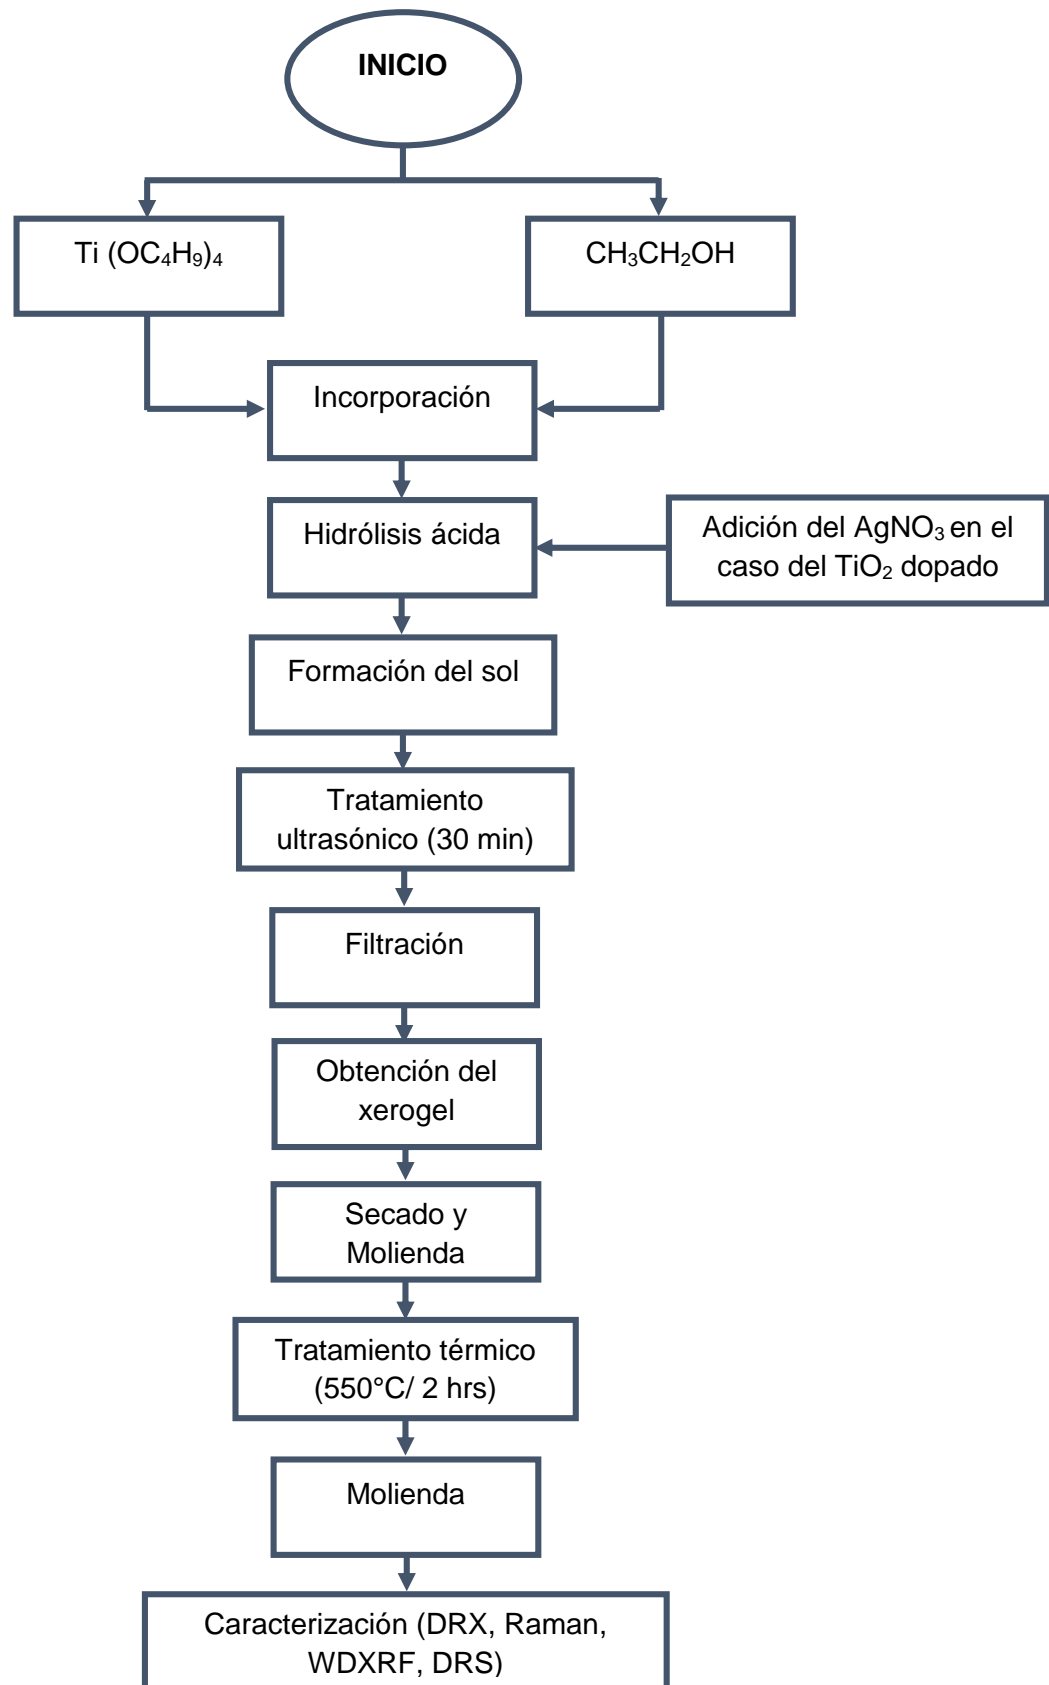 INICIO
Ti (OC₄H₉)₄
CH₃CH₂OH
Incorporación
Hidrólisis ácida
Adición del AgNO₃ en el
caso del TiO₂ dopado
Formación del sol
Tratamiento
ultrasónico (30 min)
Filtración
Obtención del
xerogel
Secado y
Molienda
Tratamiento térmico
(550°C/ 2 hrs)
Molienda
Caracterización (DRX, Raman,
WDXRF, DRS)